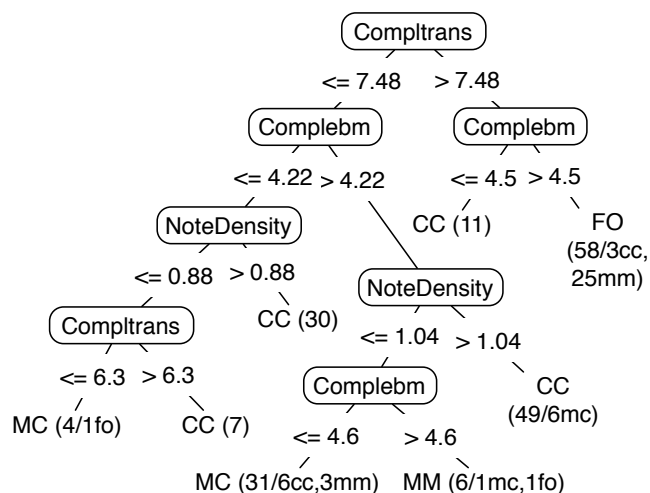 Compltrans
<= 7.48 > 7.48
Complebm Complebm
<= 4.22 > 4.22 <= 4.5 > 4.5
NoteDensity CC (11) FO
(58/3cc,
25mm)
<= 0.88 > 0.88 NoteDensity
Compltrans CC (30) <= 1.04 > 1.04
<= 6.3 > 6.3 Complebm CC
(49/6mc)
MC (4/1fo) CC (7) <= 4.6 > 4.6
MC (31/6cc,3mm) MM (6/1mc,1fo)